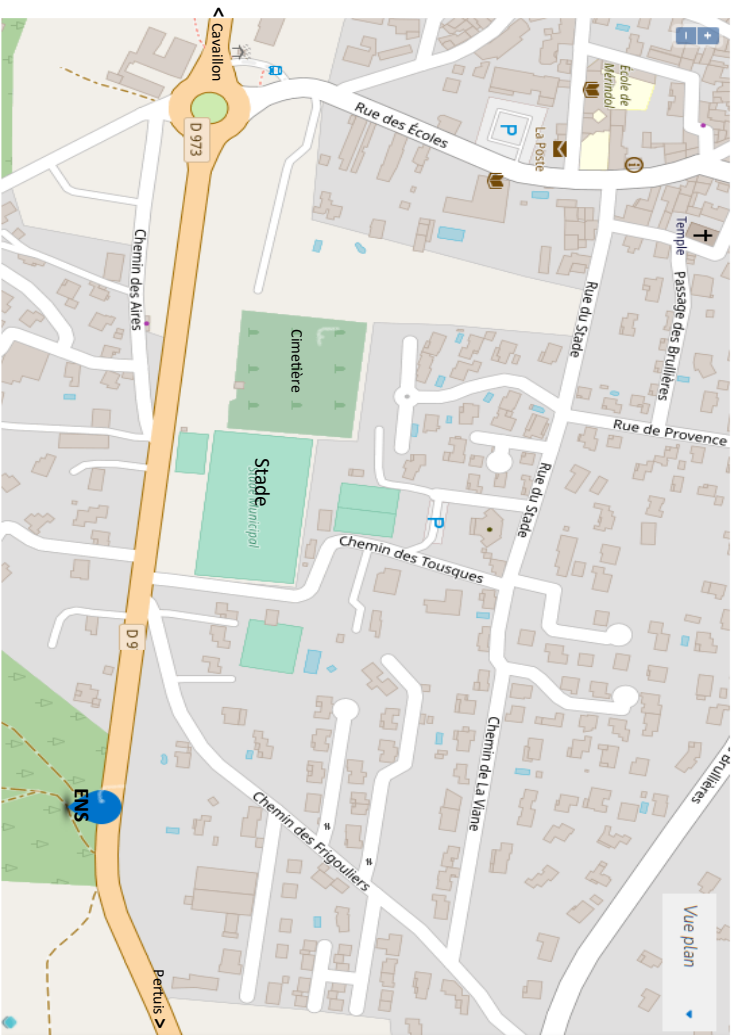 - +
Vue plan
Temple
Passage des Brullières
Rue de Provence
Brullières
École de
Mérindol
i
La Poste
P
Rue des Écoles
Rue du Stade
Rue du Stade
P
Chemin des Tousques
Chemin de La Viane
Cimetière
Stade
Stade Municipal
Chemin des Frigouliers
< Cavaillon
D 973
Chemin des Aires
D 9
ENS
Pertuis >